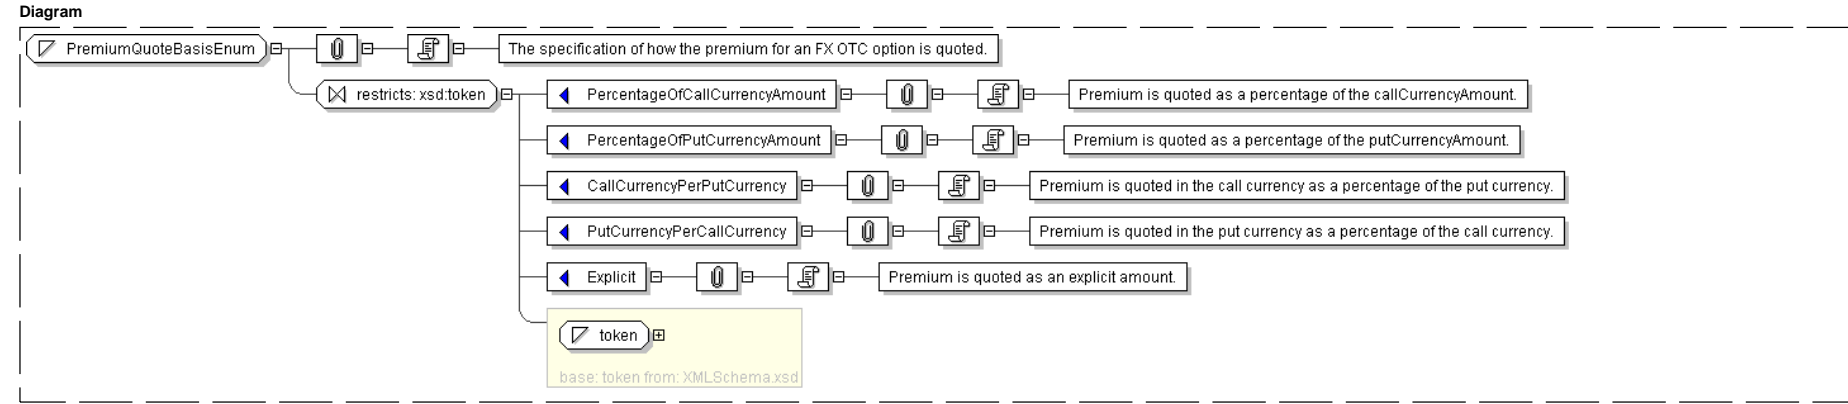 Diagram
PremiumQuoteBasisEnum The specification of how the premium for an FX OTC option is quoted.
restricts: xsd:token PercentageOfCallCurrencyAmount Premium is quoted as a percentage of the callCurrencyAmount.
PercentageOfPutCurrencyAmount Premium is quoted as a percentage of the putCurrencyAmount.
CallCurrencyPerPutCurrency Premium is quoted in the call currency as a percentage of the put currency.
PutCurrencyPerCallCurrency Premium is quoted in the put currency as a percentage of the call currency.
Explicit Premium is quoted as an explicit amount.
token
base: token from: XMLSchema.xsd